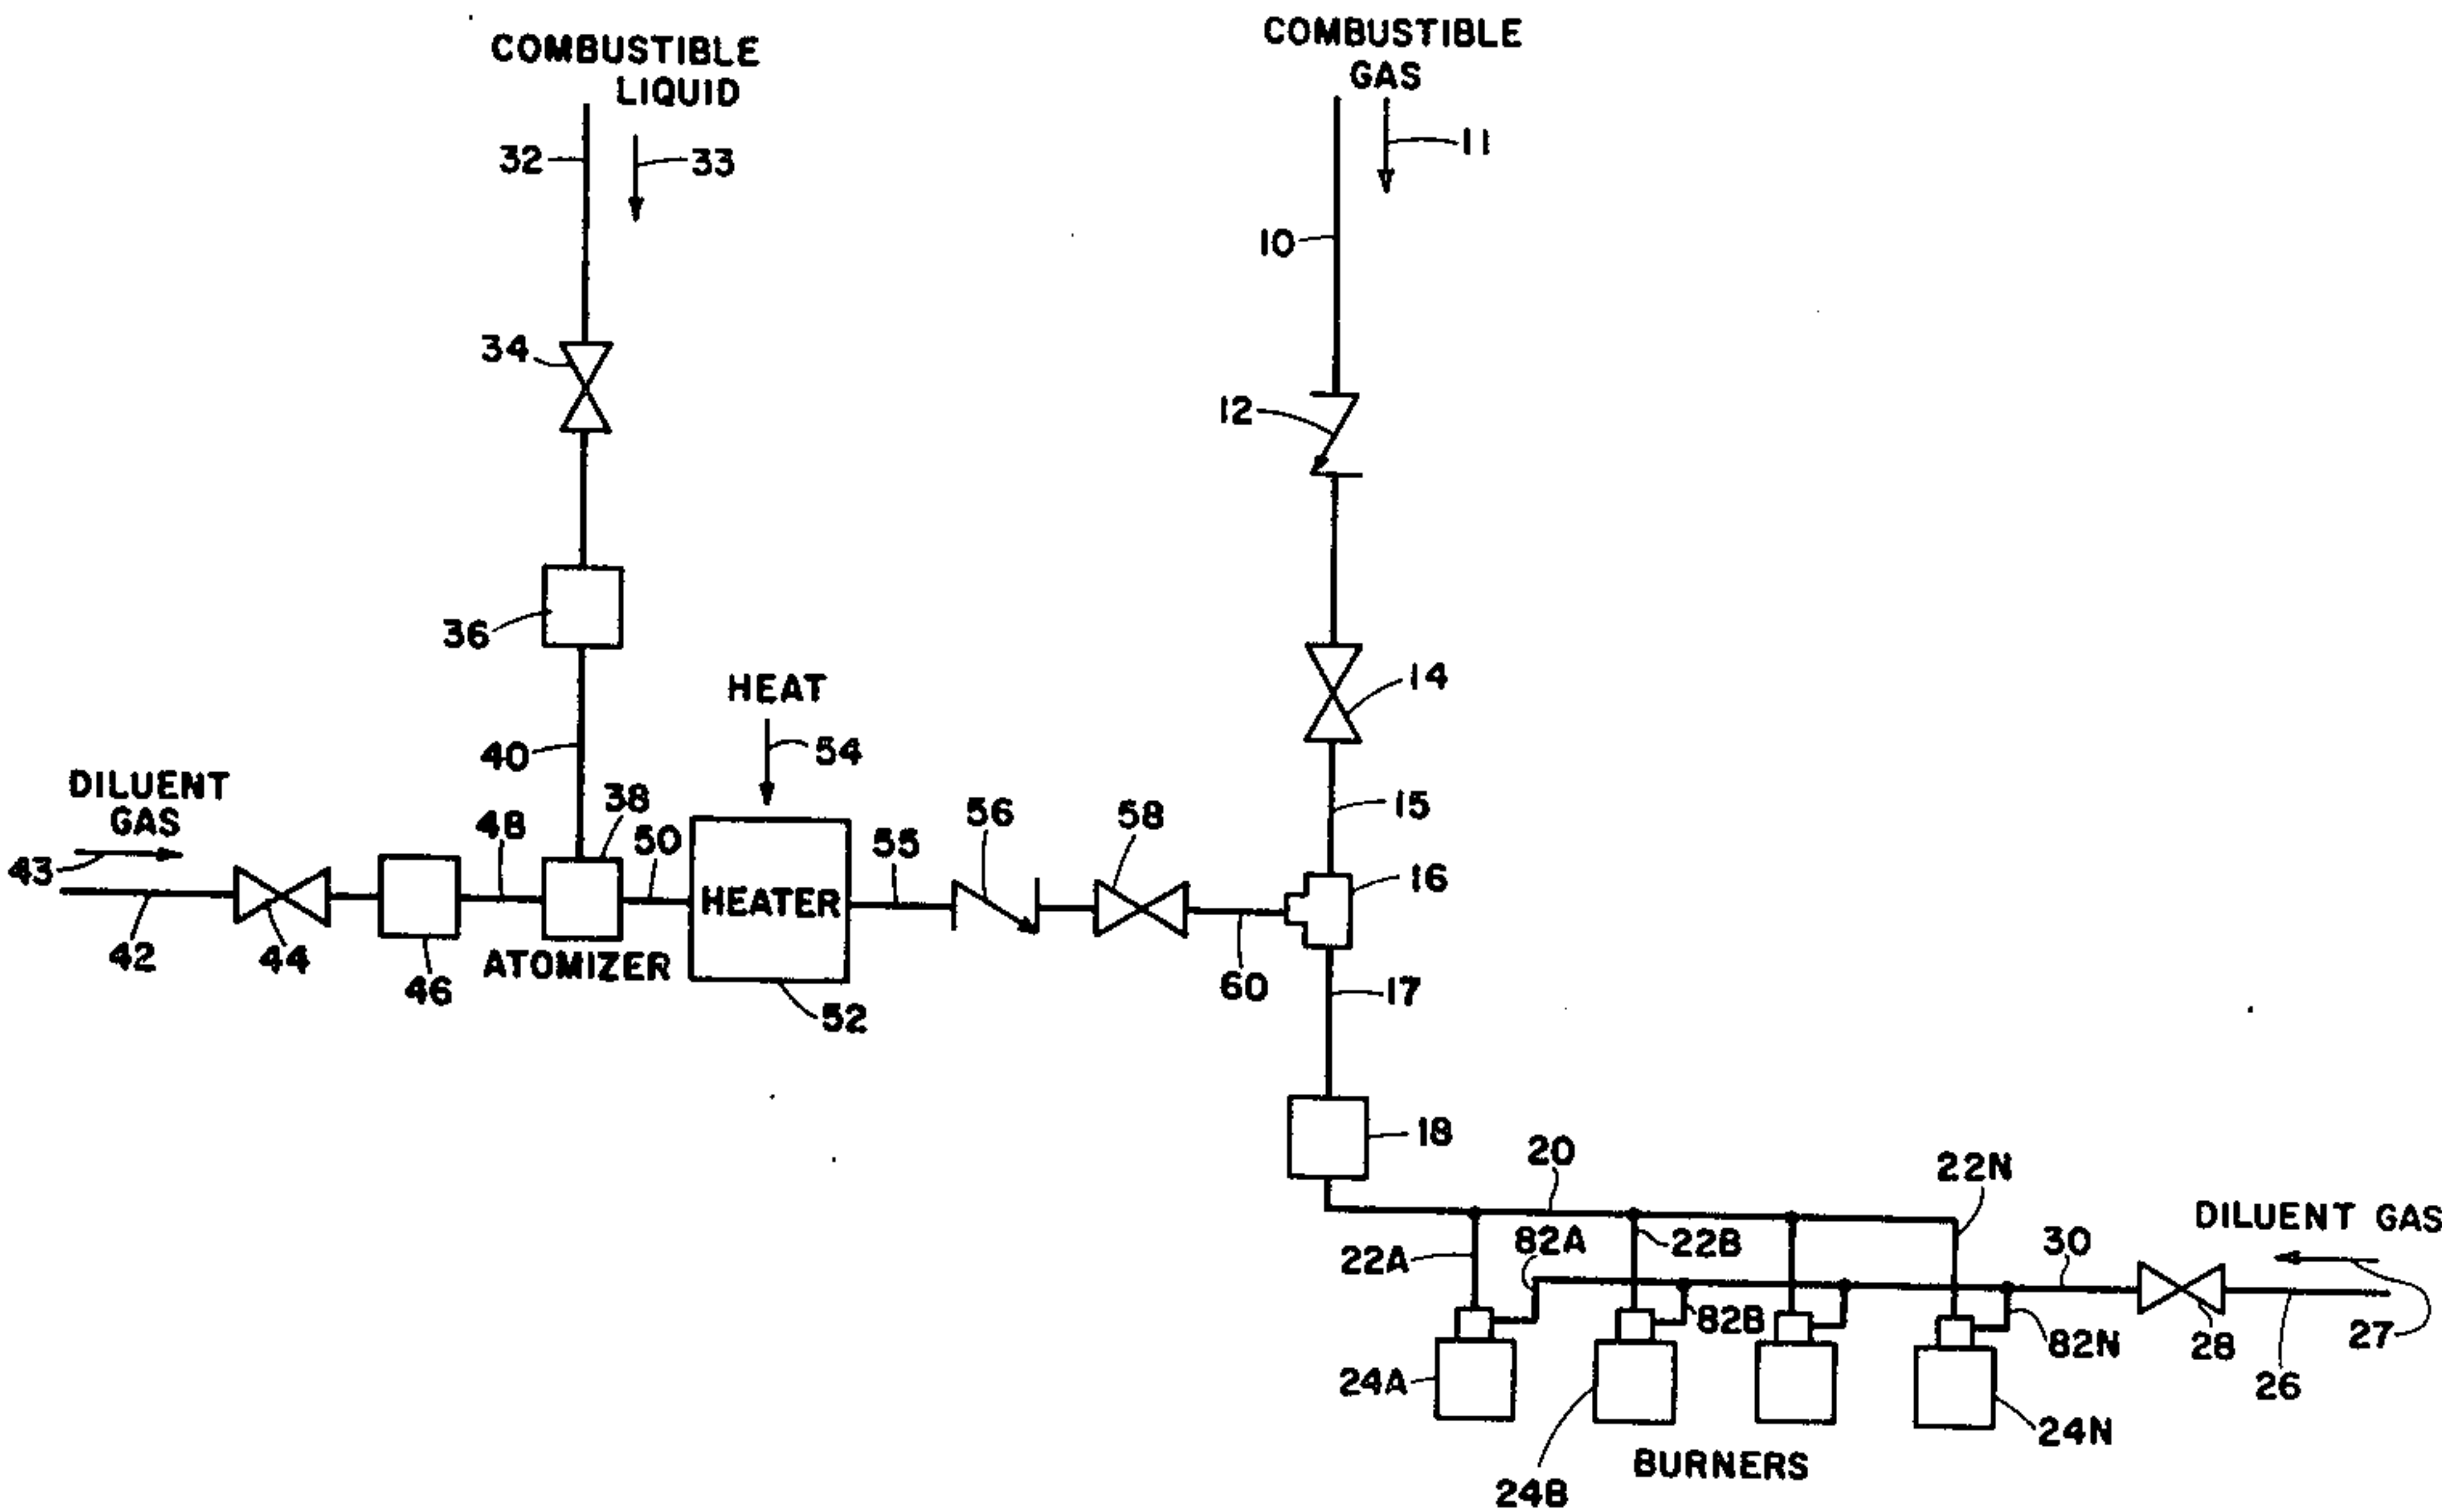 COMBUSTIBLE
LIQUID
COMBUSTIBLE
GAS
32
33
11
10
34
12
36
14
HEAT
54
40
DILUENT
GAS
43
38
48
50
55
56
58
15
16
HEATER
42
44
46
ATOMIZER
52
60
17
18
20
22N
22A
82A
22B
30
DILUENT GAS
82B
82N
28
27
26
24A
24B
24N
BURNERS